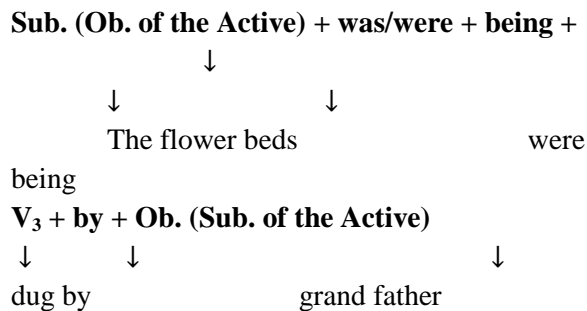 Sub. (Ob. of the Active) + was/were + being +
↓
↓ ↓
The flower beds were
being
V₃ + by + Ob. (Sub. of the Active)
↓ ↓ ↓
dug by grand father